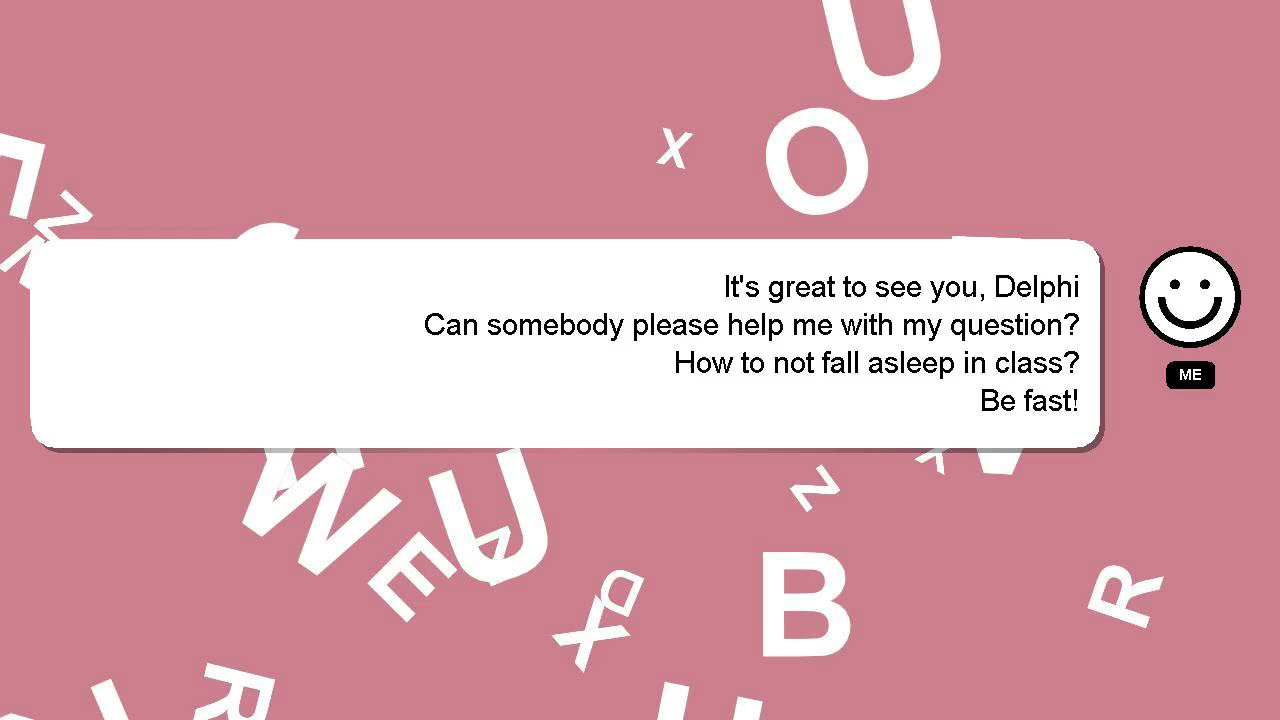 It's great to see you, Delphi
Can somebody please help me with my question?
How to not fall asleep in class?
Be fast!
ME
U
O
X
Z
W
U
E
Z
X
D
B
R
R